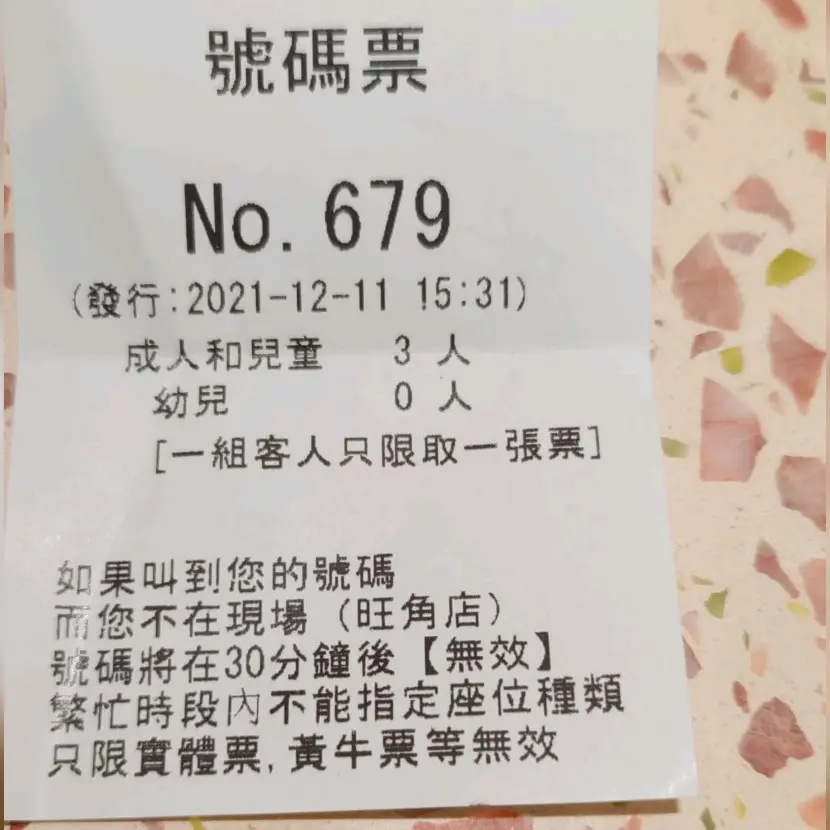 號碼票
No. 679
(發行:2021-12-11 15:31)
成人和兒童 3 人
幼兒 0 人
[一組客人只限取一張票]
如果叫到您的號碼
而您不在現場 (旺角店)
號碼將在30分鐘後【無效】
繁忙時段內不能指定座位種類
只限實體票,黃牛票等無效